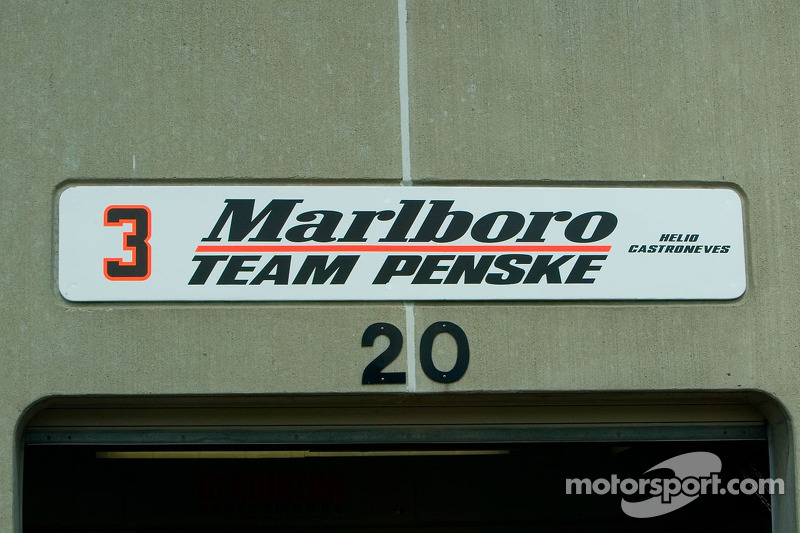 3
Marlboro
TEAM PENSKE
HELIO
CASTRONEVES
20
motorsport.com